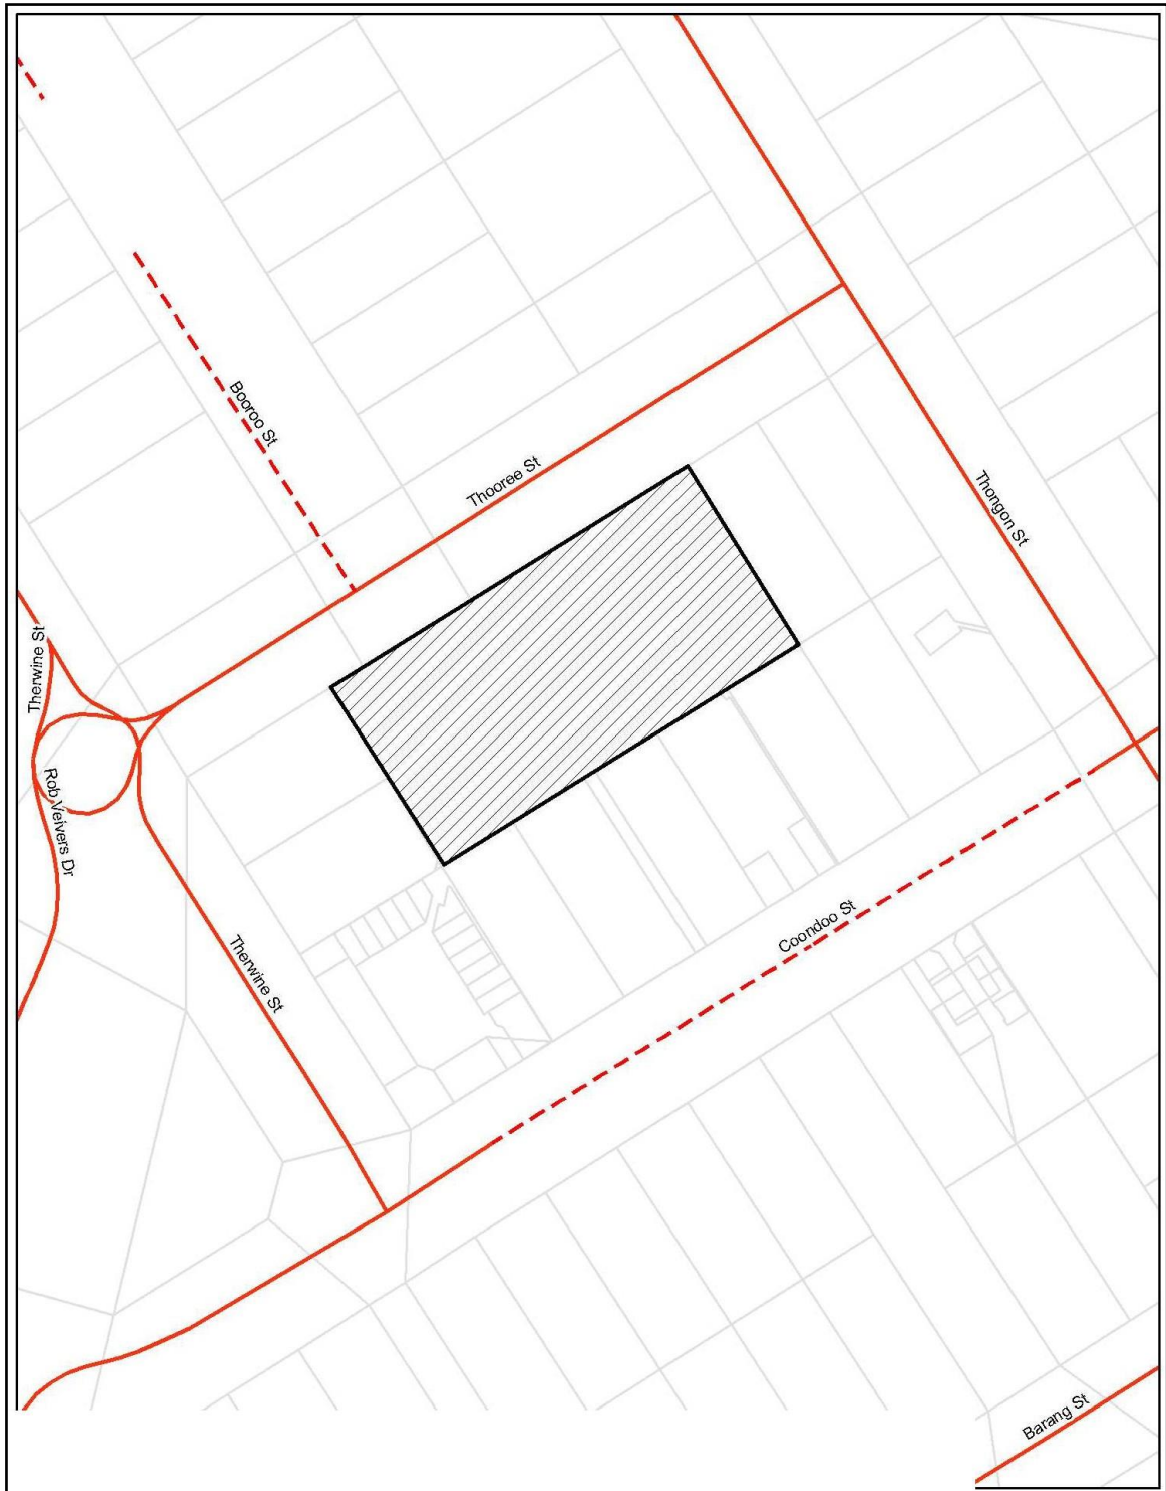 Booroo St
Thooree St
Thongon St
Therwine St
Rob Veivers Dr
Coondoo St
Therwine St
Barang St